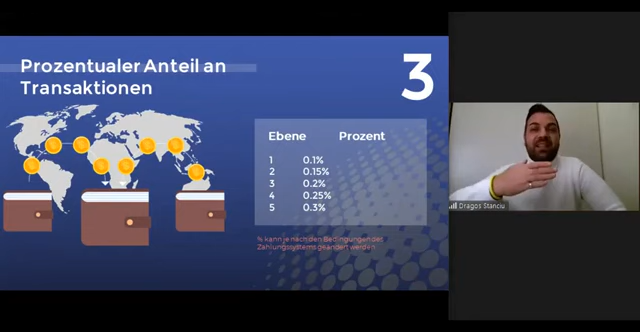 Prozentualer Anteil an
Transaktionen
3
Ebene Prozent
1 0.1%
2 0.15%
3 0.2%
4 0.25%
5 0.3%
% kann je nach den Bedingungen des
Zahlungssystems geändert werden
Dragos Stanciu